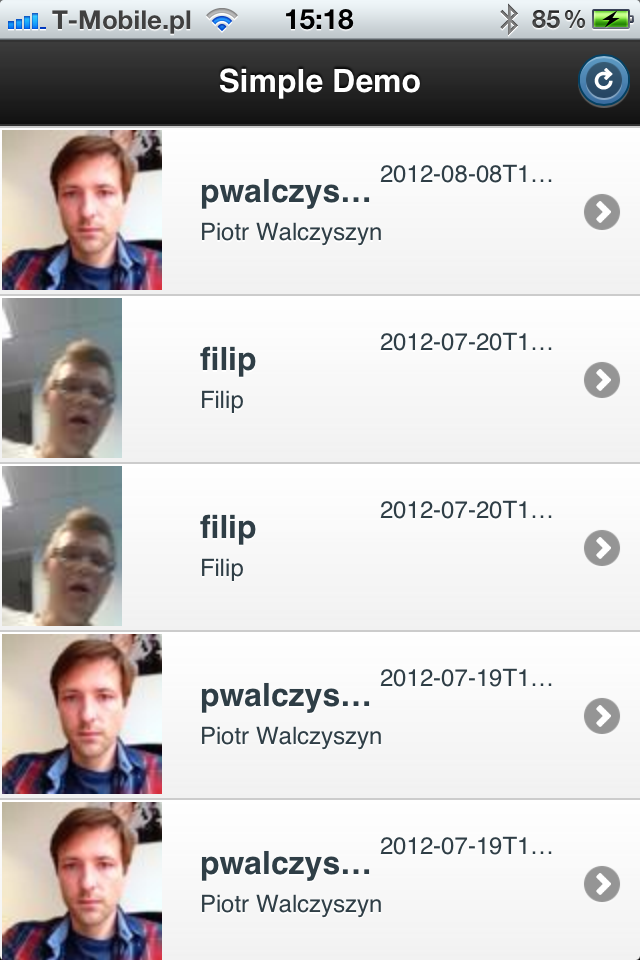 T-Mobile.pl 15:18 85%
Simple Demo
pwalczys... 2012-08-08T1...
Piotr Walczyszyn
filip 2012-07-20T1...
Filip
filip 2012-07-20T1...
Filip
pwalczys... 2012-07-19T1...
Piotr Walczyszyn
pwalczys... 2012-07-19T1...
Piotr Walczyszyn